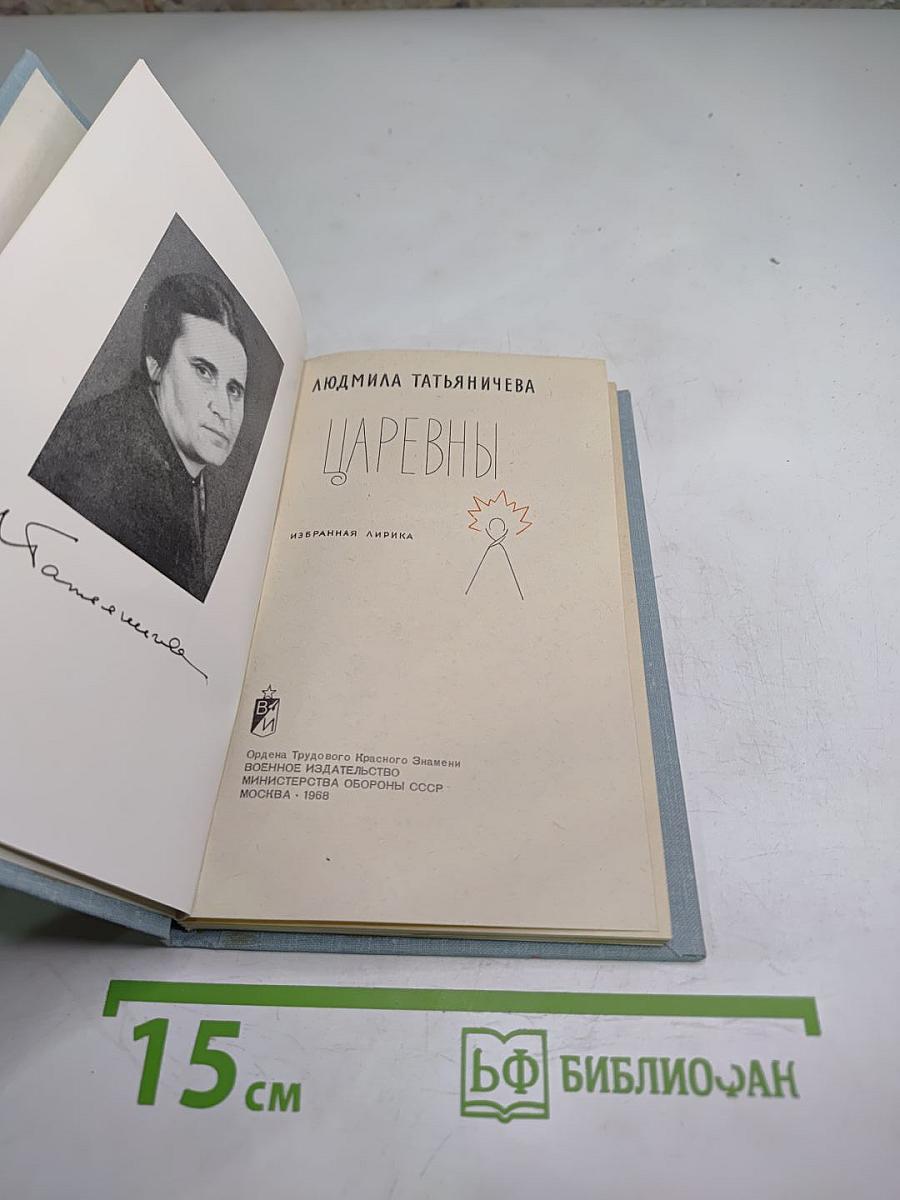 Л. Татьяничева
ЛЮДМИЛА ТАТЬЯНИЧЕВА
ЦАРЕВНЫ
ИЗБРАННАЯ ЛИРИКА
ВИ
Ордена Трудового Красного Знамени
ВОЕННОЕ ИЗДАТЕЛЬСТВО
МИНИСТЕРСТВА ОБОРОНЫ СССР
МОСКВА · 1968
15 см
БФ БИБЛИОФАН